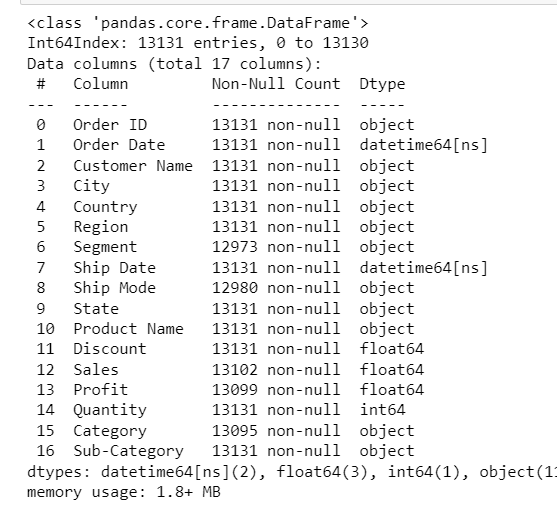 <class 'pandas.core.frame.DataFrame'>
Int64Index: 13131 entries, 0 to 13130
Data columns (total 17 columns):
 #   Column         Non-Null Count  Dtype
---  ------         --------------  -----
 0   Order ID       13131 non-null  object
 1   Order Date     13131 non-null  datetime64[ns]
 2   Customer Name  13131 non-null  object
 3   City           13131 non-null  object
 4   Country        13131 non-null  object
 5   Region         13131 non-null  object
 6   Segment        12973 non-null  object
 7   Ship Date      13131 non-null  datetime64[ns]
 8   Ship Mode      12980 non-null  object
 9   State          13131 non-null  object
 10  Product Name   13131 non-null  object
 11  Discount       13131 non-null  float64
 12  Sales          13102 non-null  float64
 13  Profit         13099 non-null  float64
 14  Quantity       13131 non-null  int64
 15  Category       13095 non-null  object
 16  Sub-Category   13131 non-null  object
dtypes: datetime64[ns](2), float64(3), int64(1), object(11
memory usage: 1.8+ MB